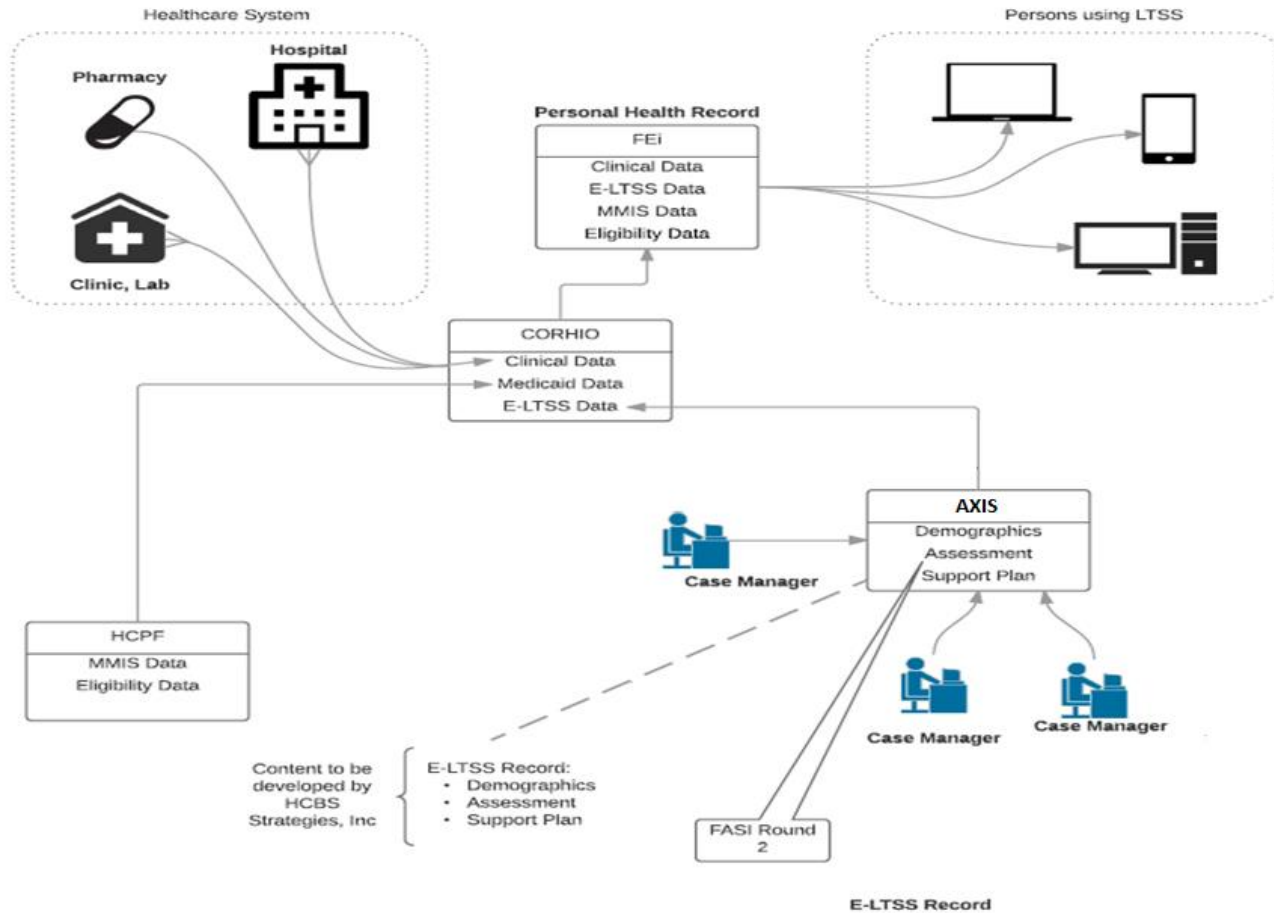 Healthcare System
Persons using LTSS
Hospital
Pharmacy
Clinic, Lab
Personal Health Record
FEi
Clinical Data
E-LTSS Data
MMIS Data
Eligibility Data
CORHIO
Clinical Data
Medicaid Data
E-LTSS Data
AXIS
Demographics
Assessment
Support Plan
Case Manager
HCPF
MMIS Data
Eligibility Data
Case Manager
Case Manager
Content to be
developed by
HCBS
Strategies, Inc
E-LTSS Record:
• Demographics
• Assessment
• Support Plan
FASI Round
2
E-LTSS Record